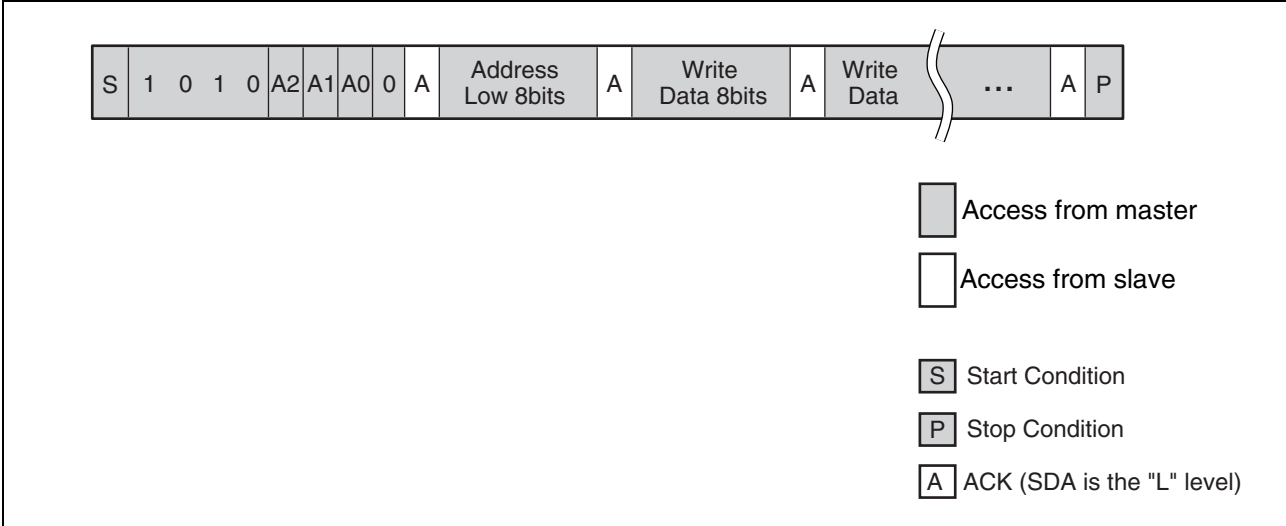 S 1 0 1 0 A2 A1 A0 0 A Address Low 8bits A Write Data 8bits A Write Data ... A P
Access from master
Access from slave
S Start Condition
P Stop Condition
A ACK (SDA is the "L" level)